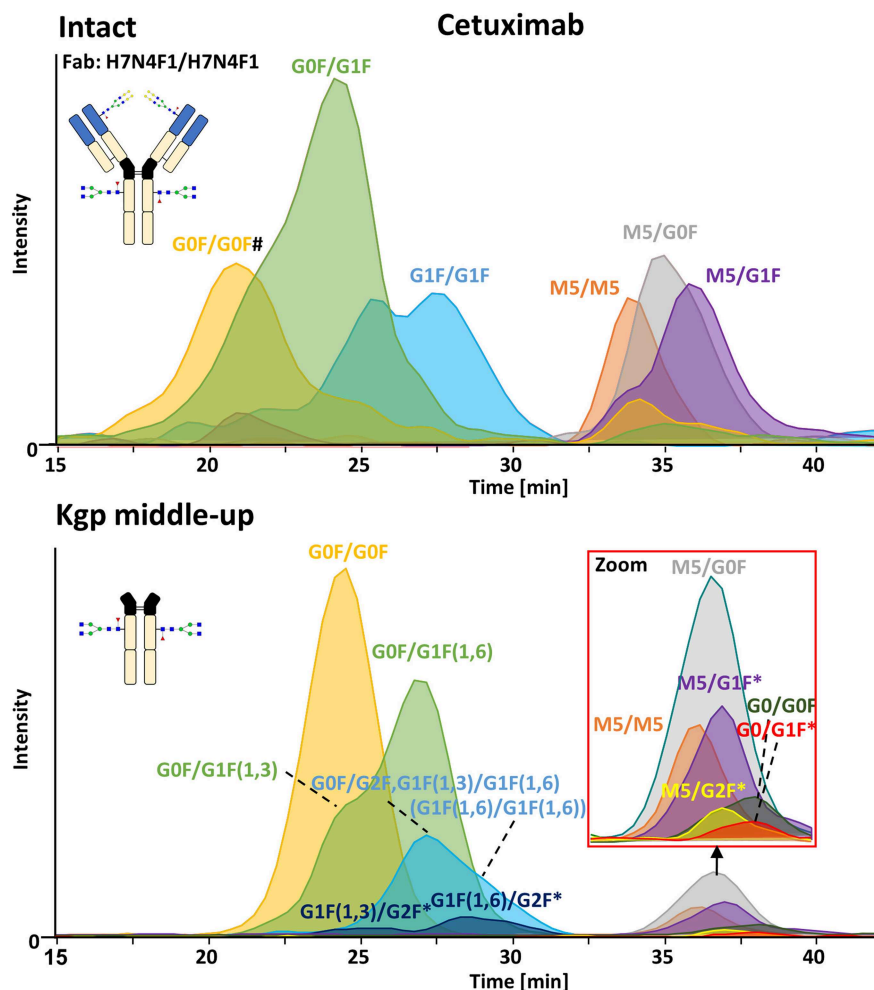 Intact
Cetuximab
Fab: H7N4F1/H7N4F1
G0F/G1F
G0F/G0F#
G1F/G1F
M5/G0F
M5/M5
M5/G1F
Intensity
0
15 20 25 30 35 40
Time [min]
Kgp middle-up
G0F/G0F
Zoom
M5/G0F
G0F/G1F(1,6)
M5/G1F*
G0/G0F
M5/M5
G0/G1F*
G0F/G1F(1,3)
G0F/G2F,G1F(1,3)/G1F(1,6)
M5/G2F*
(G1F(1,6)/G1F(1,6))
G1F(1,3)/G2F*
G1F(1,6)/G2F*
Intensity
0
15 20 25 30 35 40
Time [min]